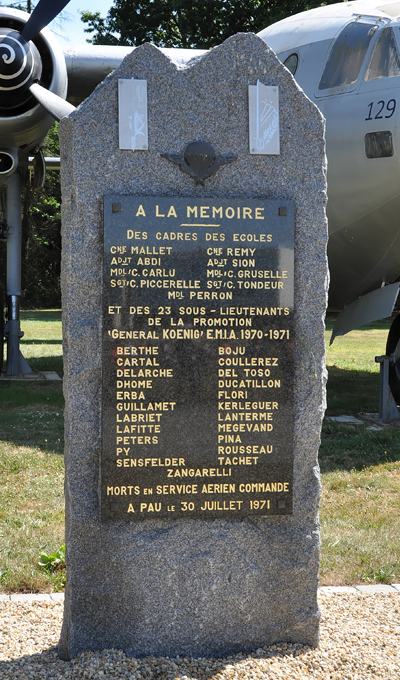 A LA MEMOIRE
DES CADRES DES ECOLES
CNE MALLET CNE REMY
ADJT ABDI ADJT SION
MDL/C. CARLU MDL/C. GRUSELLE
SGT/C. PICCERELLE SGT/C. TONDEUR
MDL PERRON
ET DES 23 SOUS-LIEUTENANTS
DE LA PROMOTION
"GENERAL KOENIG" E.M.I.A. 1970-1971
BERTHE BOJU
CARTAL COULLEREZ
DELARCHE DEL TOSO
DHOME DUCATILLON
ERBA FLORI
GUILLAMET KERLEGUER
LABRIET LANTERME
LAFITTE MEGEVAND
PETERS PINA
PY ROUSSEAU
SENSFELDER TACHET
ZANGARELLI
MORTS EN SERVICE AERIEN COMMANDE
A PAU LE 30 JUILLET 1971
129